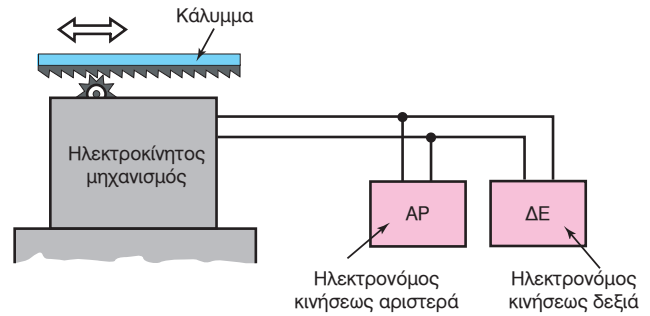 Κάλυμμα
Ηλεκτροκίνητος
μηχανισμός
ΑΡ
ΔΕ
Ηλεκτρονόμος
κινήσεως αριστερά
Ηλεκτρονόμος
κινήσεως δεξιά